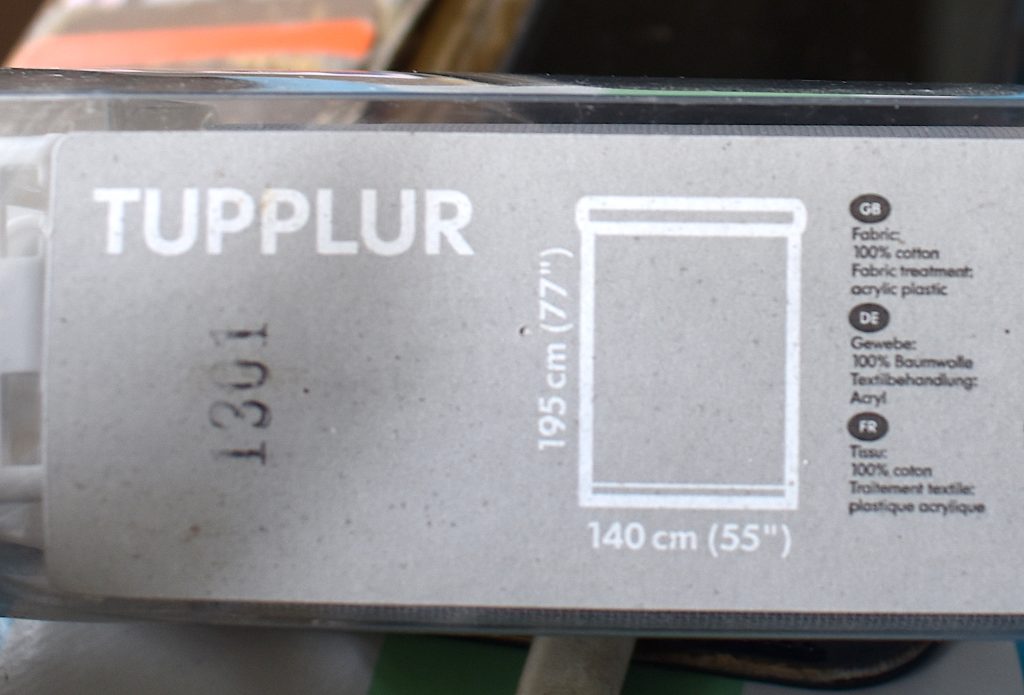 TUPPLUR
1301
195 cm (77")
140 cm (55")
GB
Fabric:
100% cotton
Fabric treatment:
acrylic plastic
DE
Gewebe:
100% Baumwolle
Textilbehandlung:
Acryl
FR
Tissu:
100% coton
Traitement textile:
plastique acrylique